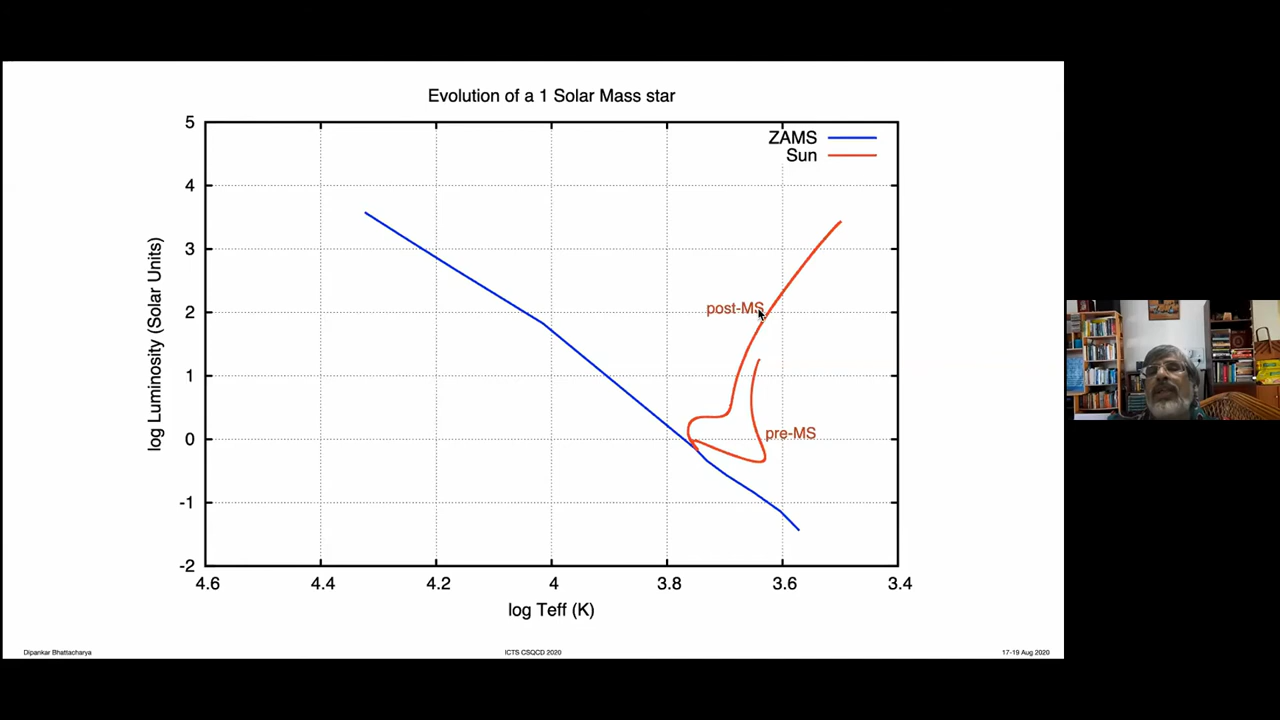 Evolution of a 1 Solar Mass star
ZAMS
Sun
5
4
3
2
1
0
-1
-2
log Luminosity (Solar Units)
post-MS
pre-MS
4.6 4.4 4.2 4 3.8 3.6 3.4
log Teff (K)
Dipankar Bhattacharya ICTS CSQCD 2020 17-19 Aug 2020